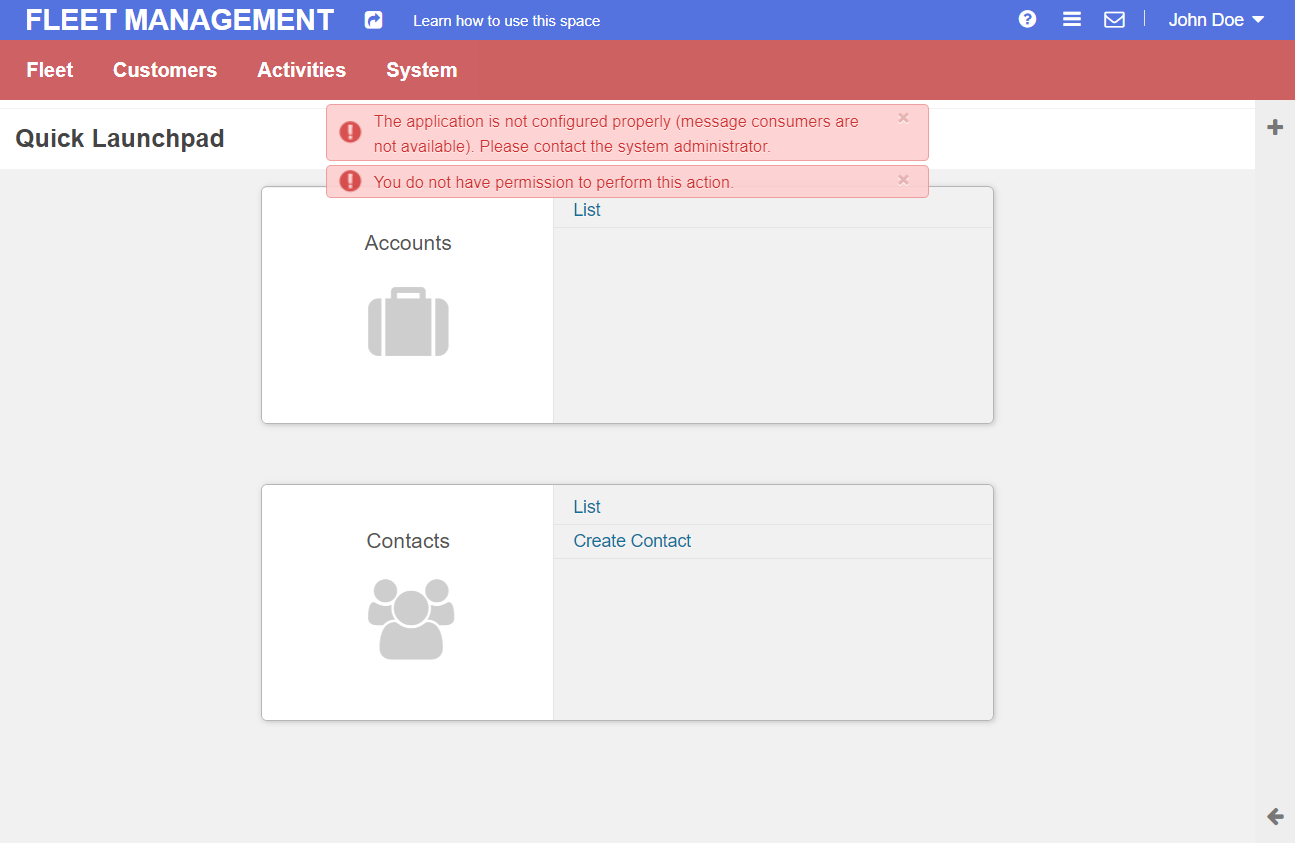 FLEET MANAGEMENT
Learn how to use this space
John Doe
Fleet
Customers
Activities
System
Quick Launchpad
The application is not configured properly (message consumers are
not available). Please contact the system administrator.
You do not have permission to perform this action.
Accounts
List
Contacts
List
Create Contact